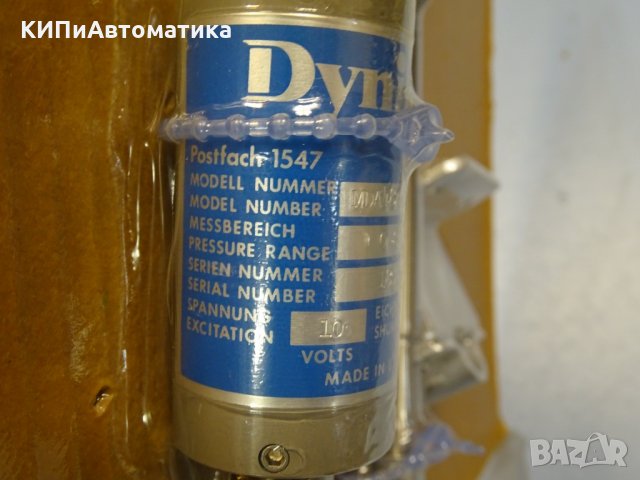 КИПиАвтоматика
Dyni
Postfach 1547
MODELL NUMMER
MODEL NUMBER
MESSBEREICH
PRESSURE RANGE
SERIEN NUMMER
SERIAL NUMBER
SPANNUNG
EXCITATION 10
VOLTS
MADE IN
BAZAR